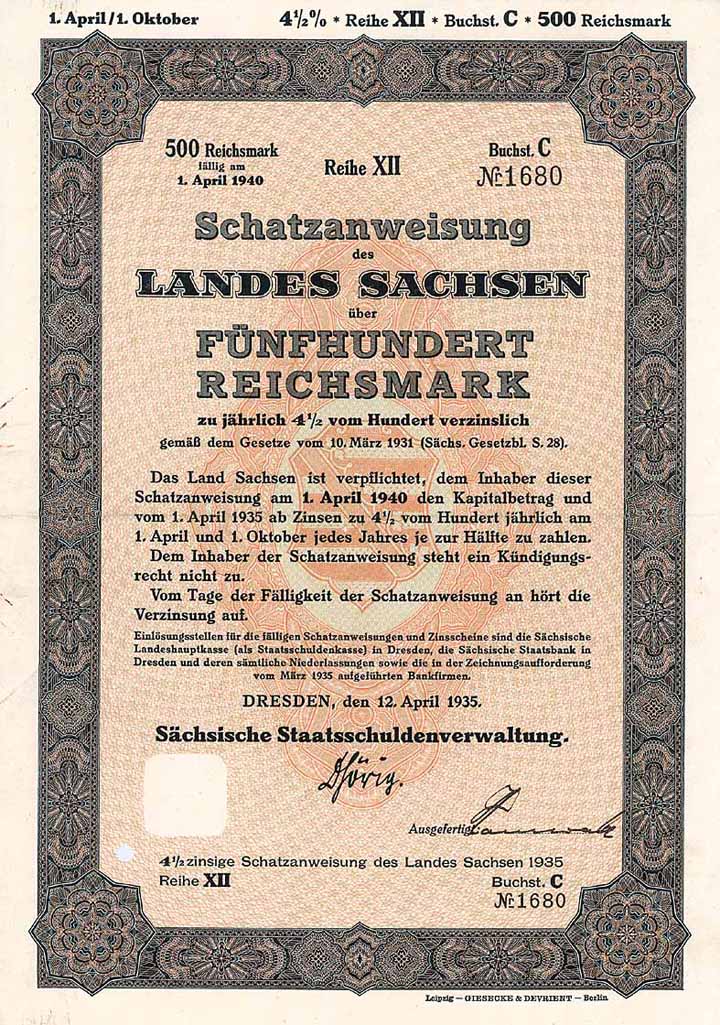 1. April/1. Oktober 4½% * Reihe XII * Buchst. C * 500 Reichsmark
500 Reichsmark
fällig am
1. April 1940
Reihe XII
Buchst. C
№ 1680
Schatzanweisung
des
LANDES SACHSEN
über
FÜNFHUNDERT
REICHSMARK
zu jährlich 4½ vom Hundert verzinslich
gemäß dem Gesetze vom 10. März 1931 (Sächs. Gesetzbl. S. 28).
Das Land Sachsen ist verpflichtet, dem Inhaber dieser
Schatzanweisung am 1. April 1940 den Kapitalbetrag und
vom 1. April 1935 ab Zinsen zu 4½ vom Hundert jährlich am
1. April und 1. Oktober jedes Jahres je zur Hälfte zu zahlen.
Dem Inhaber der Schatzanweisung steht ein Kündigungs-
recht nicht zu.
Vom Tage der Fälligkeit der Schatzanweisung an hört die
Verzinsung auf.
Einlösungsstellen für die fälligen Schatzanweisungen und Zinsscheine sind die Sächsische
Landeshauptkasse (als Staatsschuldenkasse) in Dresden, die Sächsische Staatsbank in
Dresden und deren sämtliche Niederlassungen sowie die in der Zeichnungsaufforderung
vom März 1935 aufgeführten Bankfirmen.
DRESDEN, den 12. April 1935.
Sächsische Staatsschuldenverwaltung.
Ausgefertigt
4½ zinsige Schatzanweisung des Landes Sachsen 1935
Reihe XII
Buchst. C
№ 1680
Leipzig — GIESECKE & DEVRIENT — Berlin